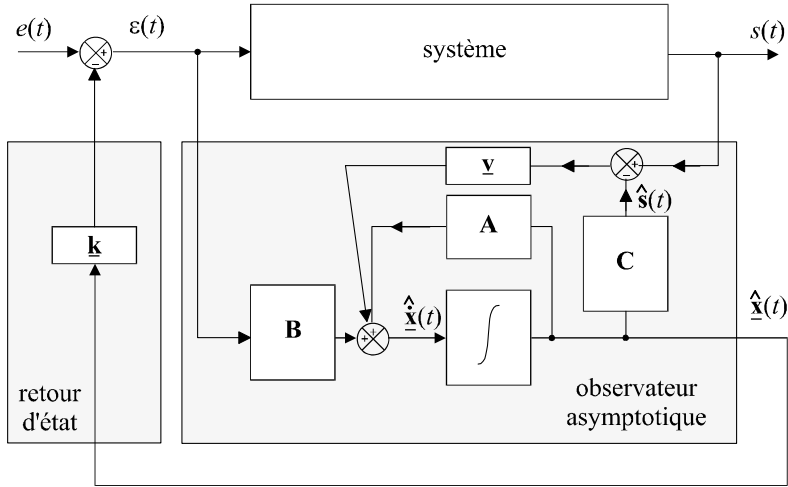 e(t)
ε(t)
système
s(t)
+
−
v
+
−
ŝ(t)
A
k
C
B
+
+
+
x̂̇(t)
∫
x̂(t)
retour
d'état
observateur
asymptotique